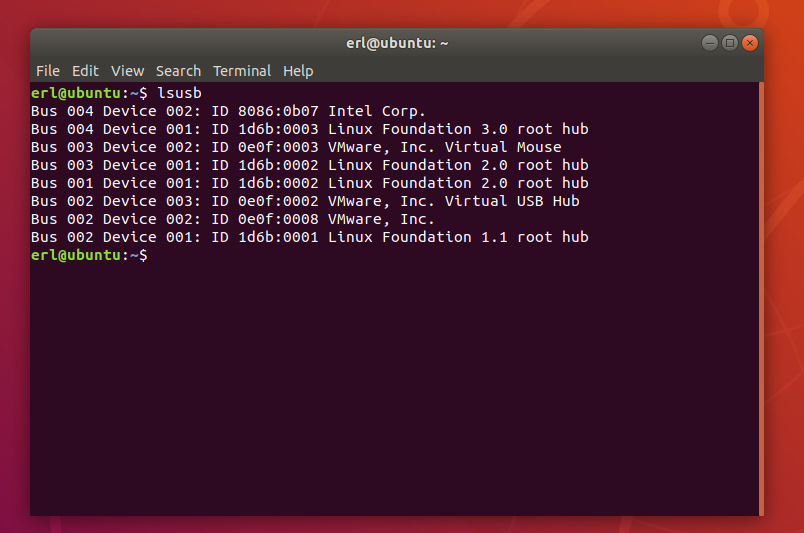 erl@ubuntu: ~
File Edit View Search Terminal Help
erl@ubuntu:~$ lsusb
Bus 004 Device 002: ID 8086:0b07 Intel Corp.
Bus 004 Device 001: ID 1d6b:0003 Linux Foundation 3.0 root hub
Bus 003 Device 002: ID 0e0f:0003 VMware, Inc. Virtual Mouse
Bus 003 Device 001: ID 1d6b:0002 Linux Foundation 2.0 root hub
Bus 001 Device 001: ID 1d6b:0002 Linux Foundation 2.0 root hub
Bus 002 Device 003: ID 0e0f:0002 VMware, Inc. Virtual USB Hub
Bus 002 Device 002: ID 0e0f:0008 VMware, Inc.
Bus 002 Device 001: ID 1d6b:0001 Linux Foundation 1.1 root hub
erl@ubuntu:~$